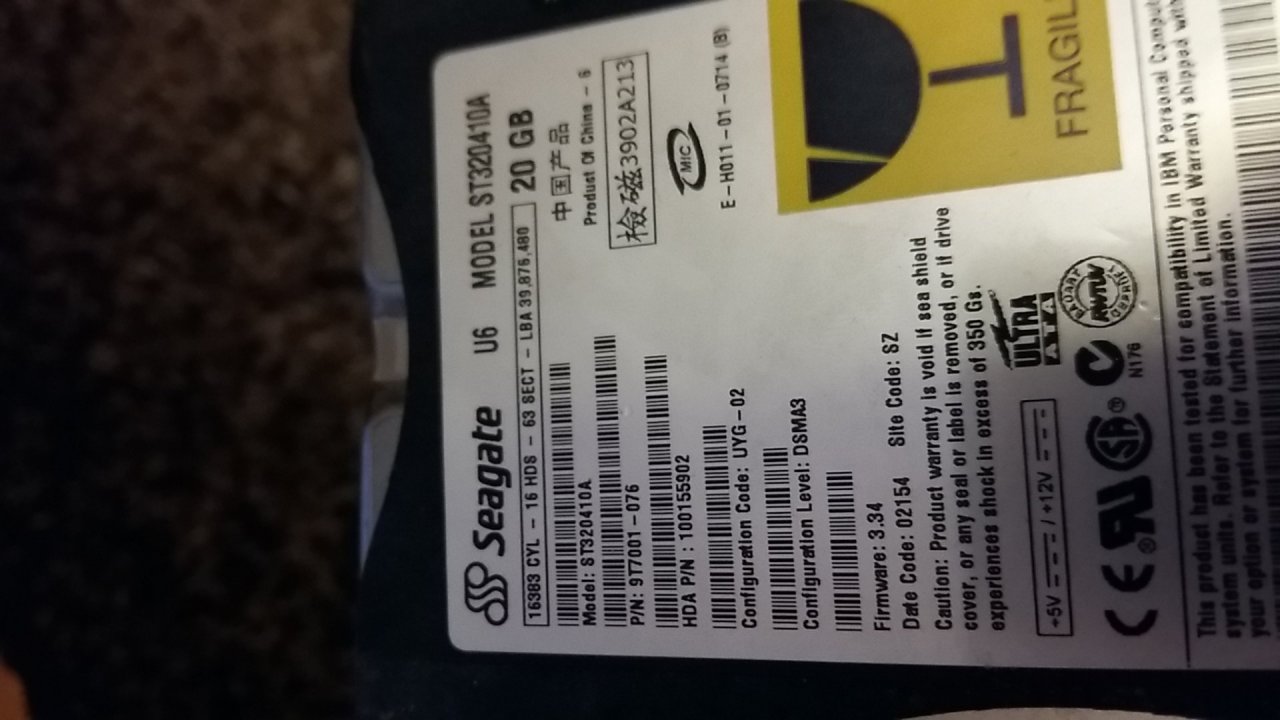 Seagate U6 MODEL ST320410A
16383 CYL - 16 HDS - 63 SECT - LBA 39,876,480 20 GB
中国产品
Product Of China - 6
Model: ST320410A
檢磁3902A213
P/N: 9T7001-076
MIC
HDA P/N : 100155902
E-H011-01-0714 (B)
Configuration Code: UYG-02
Configuration Level: DSMA3
FRAGIL
Firmware: 3.34
Date Code: 02154 Site Code: SZ
Caution: Product warranty is void if sea shield
cover, or any seal or label is removed, or if drive
experiences shock in excess of 350 Gs.
+5V / +12V
ULTRA
ATA
CE
N176
This product has been tested for compatibility in IBM Personal Comput
system units. Refer to the Statement of Limited Warranty shipped with
your option or system for further information.